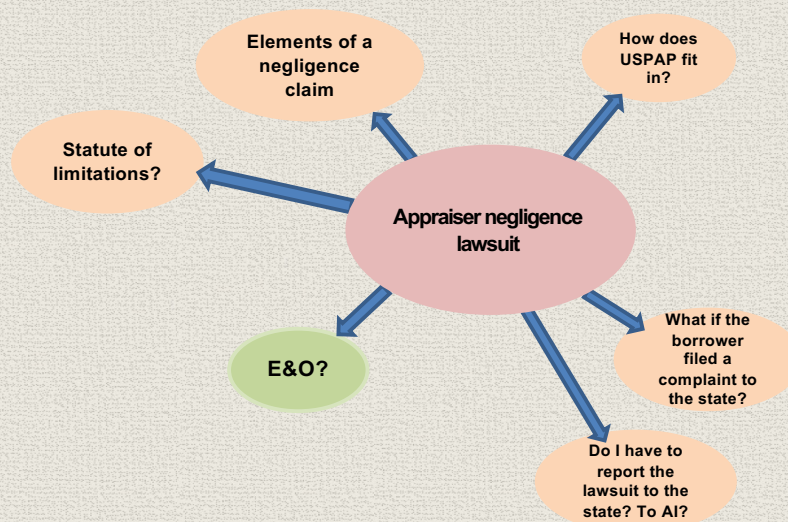 Elements of a
negligence
claim
How does
USPAP fit
in?
Statute of
limitations?
Appraiser negligence
lawsuit
E&O?
What if the
borrower
filed a
complaint to
the state?
Do I have to
report the
lawsuit to the
state? To AI?